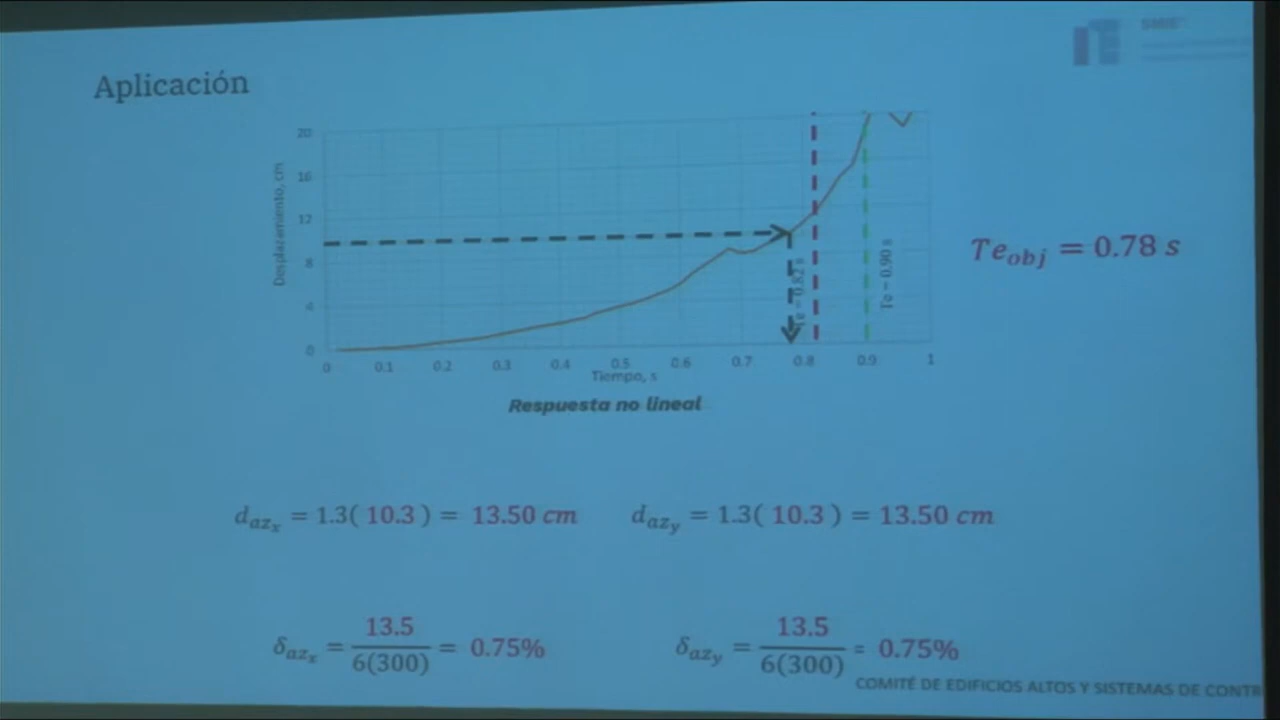 SMIE
Aplicación
20
16
12
8
4
0
Desplazamiento, cm
Te = 0.82 s
To = 0.90 s
0 0.1 0.2 0.3 0.4 0.5 0.6 0.7 0.8 0.9 1
Tiempo, s
Respuesta no lineal
Te_obj = 0.78 s
d_az_x = 1.3( 10.3 ) = 13.50 cm d_az_y = 1.3( 10.3 ) = 13.50 cm
δ_az_x = 13.5 / 6(300) = 0.75% δ_az_y = 13.5 / 6(300) = 0.75%
COMITÉ DE EDIFICIOS ALTOS Y SISTEMAS DE CONTR